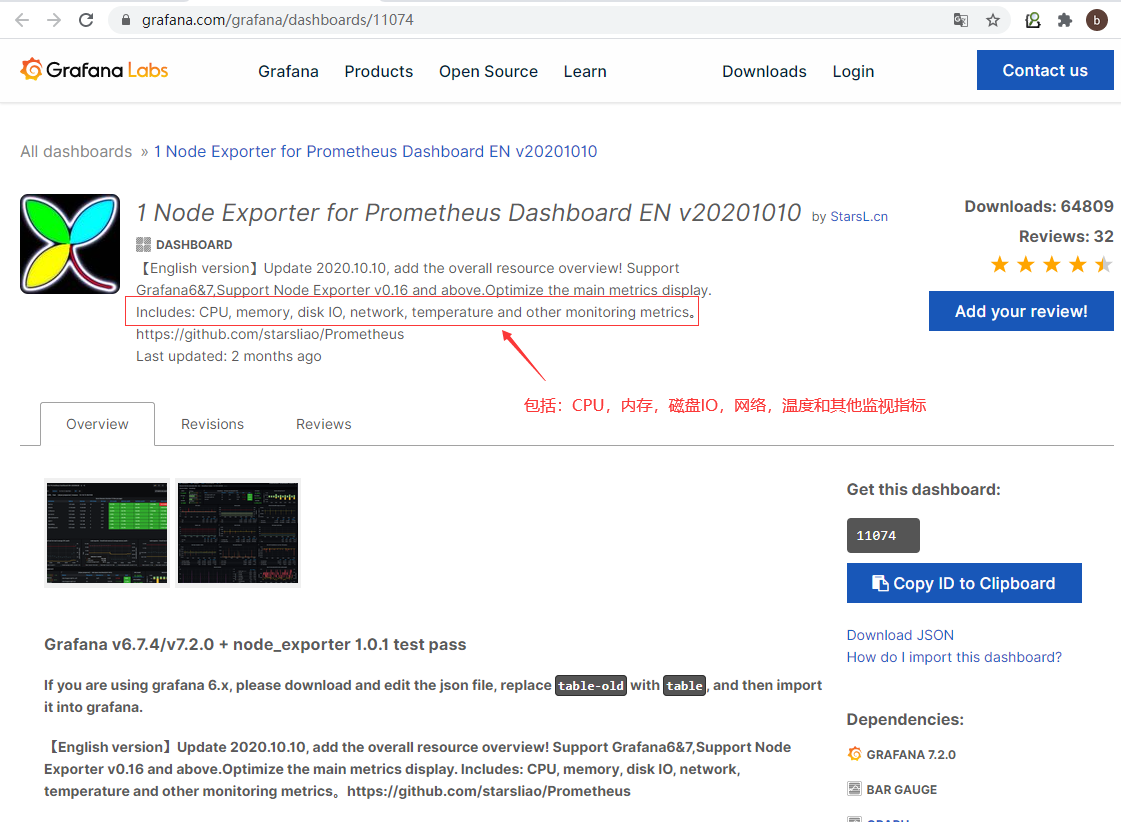 grafana.com/grafana/dashboards/11074
b
Grafana Labs
Grafana
Products
Open Source
Learn
Downloads
Login
Contact us
All dashboards » 1 Node Exporter for Prometheus Dashboard EN v20201010
1 Node Exporter for Prometheus Dashboard EN v20201010 by StarsL.cn
DASHBOARD
【English version】Update 2020.10.10, add the overall resource overview! Support
Grafana6&7,Support Node Exporter v0.16 and above.Optimize the main metrics display.
Includes: CPU, memory, disk IO, network, temperature and other monitoring metrics。
https://github.com/starsliao/Prometheus
Last updated: 2 months ago
Downloads: 64809
Reviews: 32
Add your review!
包括：CPU，内存，磁盘IO，网络，温度和其他监视指标
Overview
Revisions
Reviews
Grafana v6.7.4/v7.2.0 + node_exporter 1.0.1 test pass
If you are using grafana 6.x, please download and edit the json file, replace table-old with table, and then import
it into grafana.
【English version】Update 2020.10.10, add the overall resource overview! Support Grafana6&7,Support Node
Exporter v0.16 and above.Optimize the main metrics display. Includes: CPU, memory, disk IO, network,
temperature and other monitoring metrics。https://github.com/starsliao/Prometheus
Get this dashboard:
11074
Copy ID to Clipboard
Download JSON
How do I import this dashboard?
Dependencies:
GRAFANA 7.2.0
BAR GAUGE
GRAPH